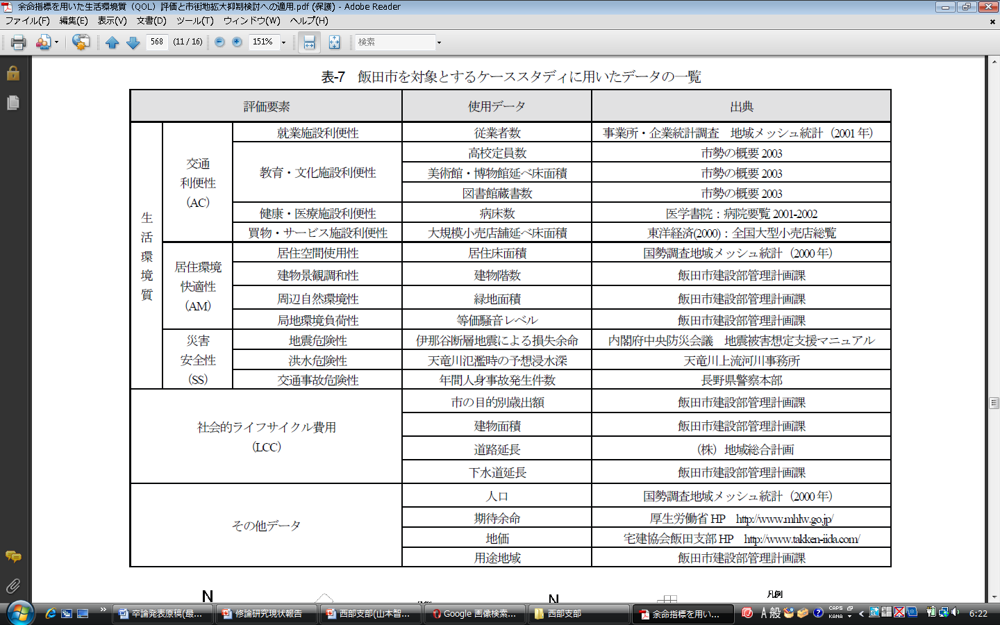 余命指標を用いた生活環境質（QOL）評価と市街地拡大抑制検討への適用.pdf (保護) - Adobe Reader
ファイル(F) 編集(E) 表示(V) 文書(D) ツール(T) ウィンドウ(W) ヘルプ(H)
568 (11 / 16) 151% 検索
表-7 飯田市を対象とするケーススタディに用いたデータの一覧
評価要素 使用データ 出典
生活環境質
交通利便性（AC）
就業施設利便性 従業者数 事業所・企業統計調査 地域メッシュ統計（2001年）
教育・文化施設利便性
高校定員数 市勢の概要 2003
美術館・博物館延べ床面積 市勢の概要 2003
図書館蔵書数 市勢の概要 2003
健康・医療施設利便性 病床数 医学書院：病院要覧 2001-2002
買物・サービス施設利便性 大規模小売店舗延べ床面積 東洋経済(2000)：全国大型小売店総覧
居住環境快適性（AM）
居住空間使用性 居住床面積 国勢調査地域メッシュ統計（2000年）
建物景観調和性 建物階数 飯田市建設部管理計画課
周辺自然環境性 緑地面積 飯田市建設部管理計画課
局地環境負荷性 等価騒音レベル 飯田市建設部管理計画課
災害安全性（SS）
地震危険性 伊那谷断層地震による損失余命 内閣府中央防災会議 地震被害想定支援マニュアル
洪水危険性 天竜川氾濫時の予想浸水深 天竜川上流河川事務所
交通事故危険性 年間人身事故発生件数 長野県警察本部
社会的ライフサイクル費用
（LCC）
市の目的別歳出額 飯田市建設部管理計画課
建物面積 飯田市建設部管理計画課
道路延長 （株）地域総合計画
下水道延長 飯田市建設部管理計画課
その他データ
人口 国勢調査地域メッシュ統計（2000年）
期待余命 厚生労働省 HP http://www.mhlw.go.jp/
地価 宅建協会飯田支部 HP http://www.takken-iida.com/
用途地域 飯田市建設部管理計画課
N N 凡例
卒論発表原稿(最... 修論研究現状報告 西部支部(山本智... Google 画像検索... 西部支部 余命指標を用い... A 般 CAPS KANA 6:22